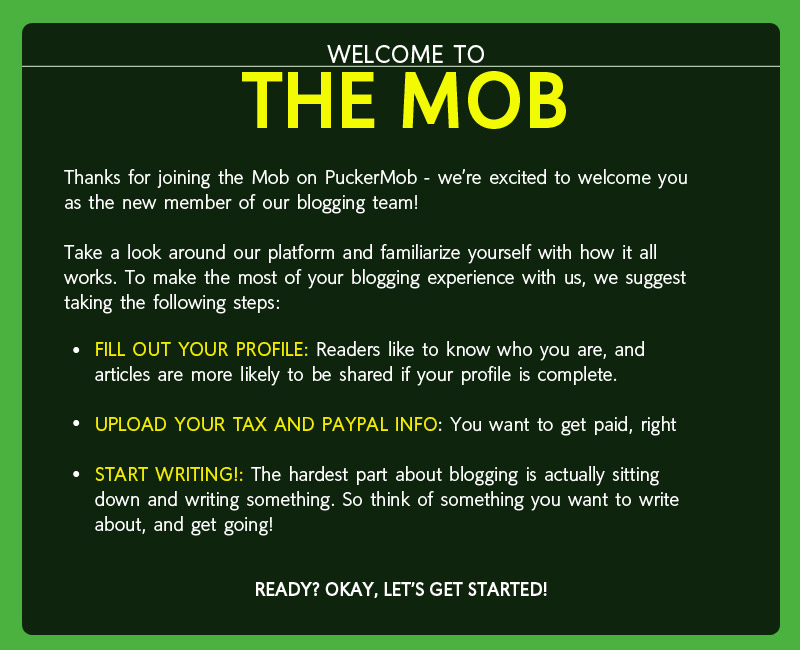 WELCOME TO
THE MOB
Thanks for joining the Mob on PuckerMob - we're excited to welcome you
as the new member of our blogging team!
Take a look around our platform and familiarize yourself with how it all
works. To make the most of your blogging experience with us, we suggest
taking the following steps:
• FILL OUT YOUR PROFILE: Readers like to know who you are, and
articles are more likely to be shared if your profile is complete.
• UPLOAD YOUR TAX AND PAYPAL INFO: You want to get paid, right
• START WRITING!: The hardest part about blogging is actually sitting
down and writing something. So think of something you want to write
about, and get going!
READY? OKAY, LET'S GET STARTED!